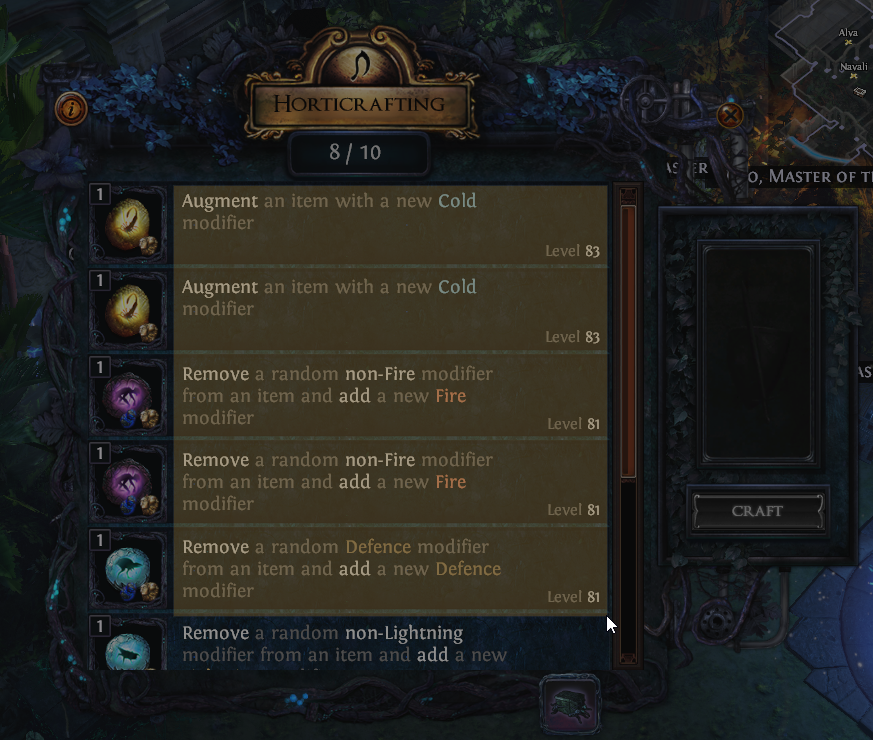 Alva
Navali
HORTICRAFTING
8 / 10
O, MASTER OF
1
Augment an item with a new Cold
modifier
Level 83
1
Augment an item with a new Cold
modifier
Level 83
1
Remove a random non-Fire modifier
from an item and add a new Fire
modifier
Level 81
1
Remove a random non-Fire modifier
from an item and add a new Fire
modifier
Level 81
1
Remove a random Defence modifier
from an item and add a new Defence
modifier
Level 81
1
Remove a random non-Lightning
modifier from an item and add a new
CRAFT